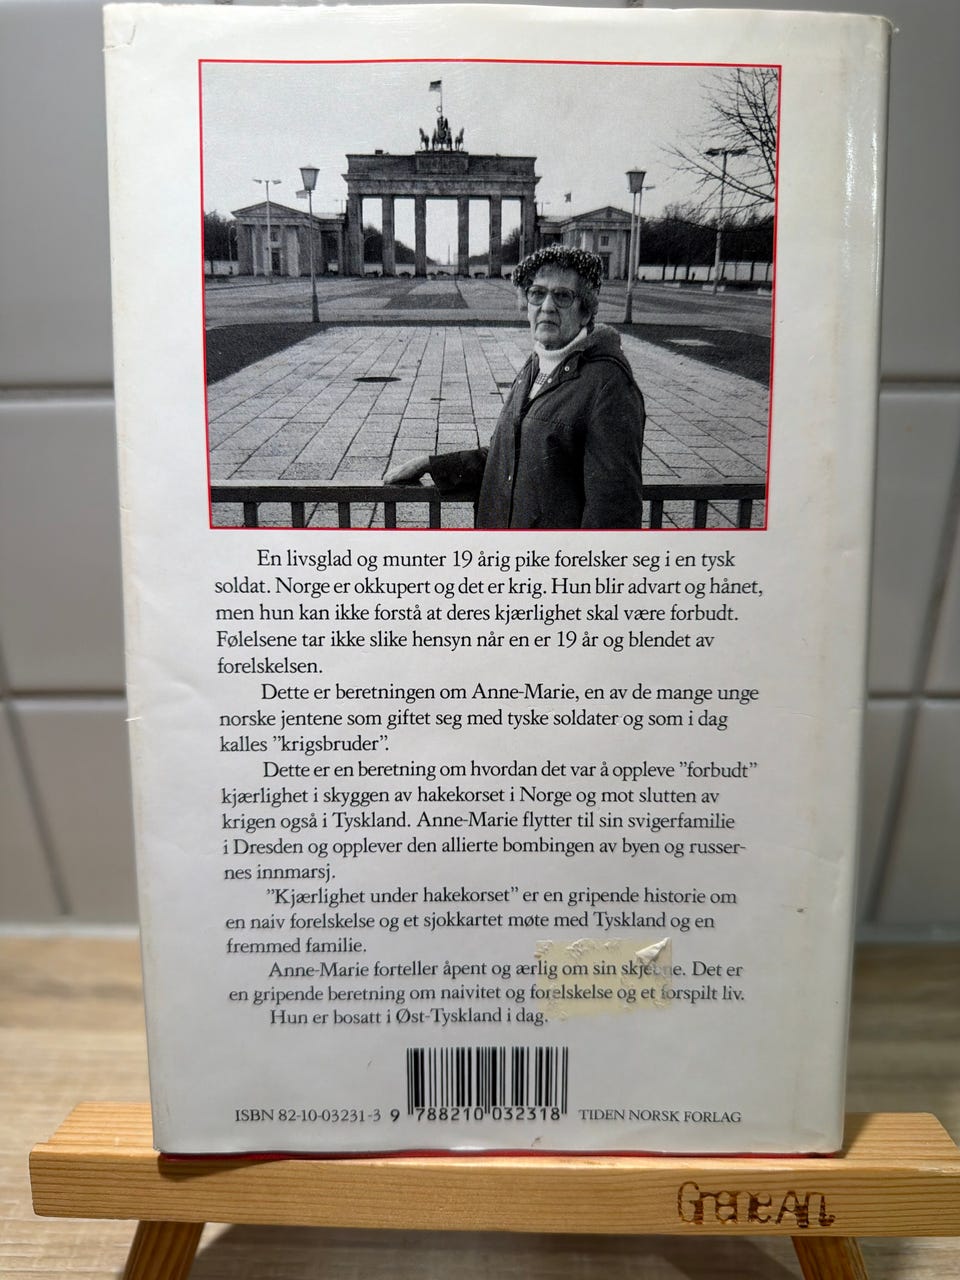 En livsglad og munter 19 årig pike forelsker seg i en tysk
soldat. Norge er okkupert og det er krig. Hun blir advart og hånet,
men hun kan ikke forstå at deres kjærlighet skal være forbudt.
Følelsene tar ikke slike hensyn når en er 19 år og blendet av
forelskelsen.
Dette er beretningen om Anne-Marie, en av de mange unge
norske jentene som giftet seg med tyske soldater og som i dag
kalles ”krigsbruder”.
Dette er en beretning om hvordan det var å oppleve ”forbudt”
kjærlighet i skyggen av hakekorset i Norge og mot slutten av
krigen også i Tyskland. Anne-Marie flytter til sin svigerfamilie
i Dresden og opplever den allierte bombingen av byen og russer-
nes innmarsj.
”Kjærlighet under hakekorset” er en gripende historie om
en naiv forelskelse og et sjokkartet møte med Tyskland og en
fremmed familie.
Anne-Marie forteller åpent og ærlig om sin skjebne. Det er
en gripende beretning om naivitet og forelskelse og et forspilt liv.
Hun er bosatt i Øst-Tyskland i dag.
ISBN 82-10-03231-3 9 788210 032318 TIDEN NORSK FORLAG